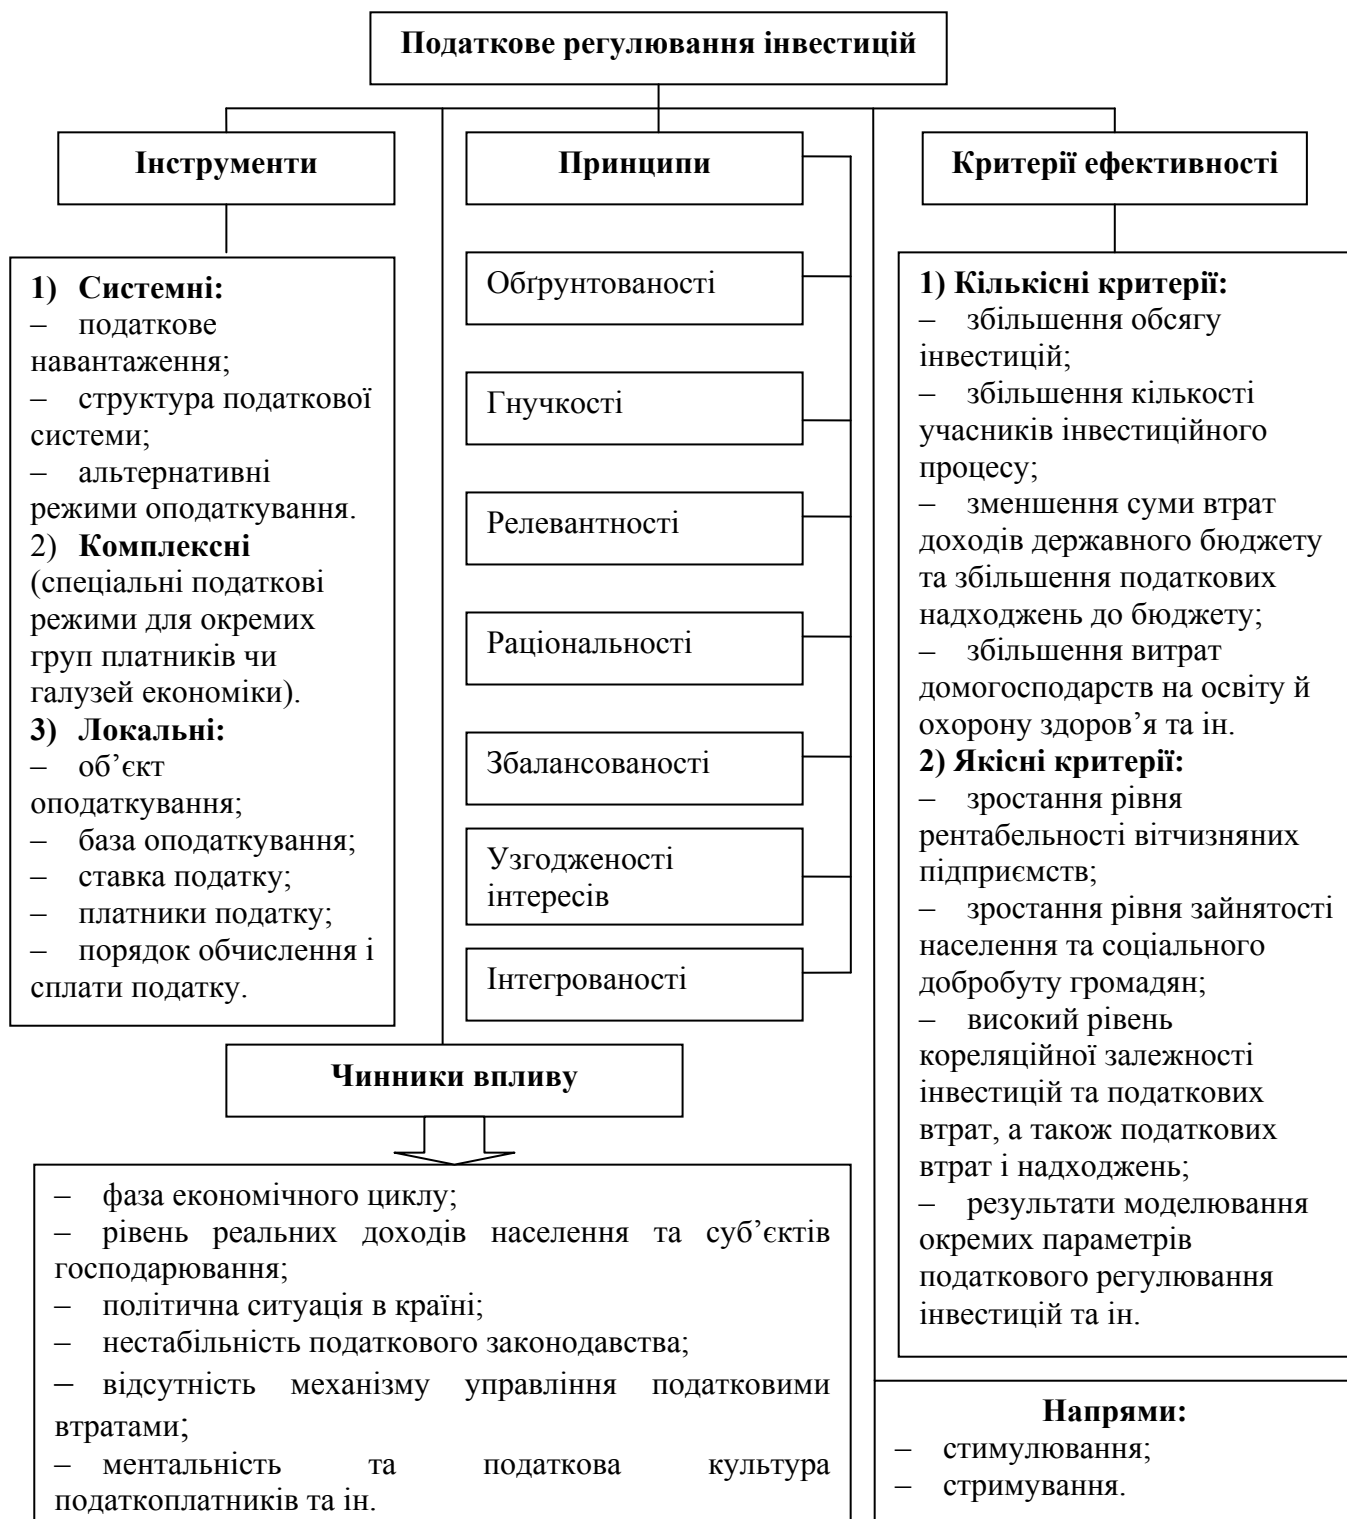 Податкове регулювання інвестицій
Інструменти
1) Системні:
– податкове
навантаження;
– структура податкової
системи;
– альтернативні
режими оподаткування.
2) Комплексні
(спеціальні податкові
режими для окремих
груп платників чи
галузей економіки).
3) Локальні:
– об’єкт
оподаткування;
– база оподаткування;
– ставка податку;
– платники податку;
– порядок обчислення і
сплати податку.
Принципи
Обґрунтованості
Гнучкості
Релевантності
Раціональності
Збалансованості
Узгодженості
інтересів
Інтегрованості
Критерії ефективності
1) Кількісні критерії:
– збільшення обсягу
інвестицій;
– збільшення кількості
учасників інвестиційного
процесу;
– зменшення суми втрат
доходів державного бюджету
та збільшення податкових
надходжень до бюджету;
– збільшення витрат
домогосподарств на освіту й
охорону здоров’я та ін.
2) Якісні критерії:
– зростання рівня
рентабельності вітчизняних
підприємств;
– зростання рівня зайнятості
населення та соціального
добробуту громадян;
– високий рівень
кореляційної залежності
інвестицій та податкових
втрат, а також податкових
втрат і надходжень;
– результати моделювання
окремих параметрів
податкового регулювання
інвестицій та ін.
Чинники впливу
– фаза економічного циклу;
– рівень реальних доходів населення та суб’єктів
господарювання;
– політична ситуація в країні;
– нестабільність податкового законодавства;
– відсутність механізму управління податковими
втратами;
– ментальність та податкова культура
податкоплатників та ін.
Напрями:
– стимулювання;
– стримування.